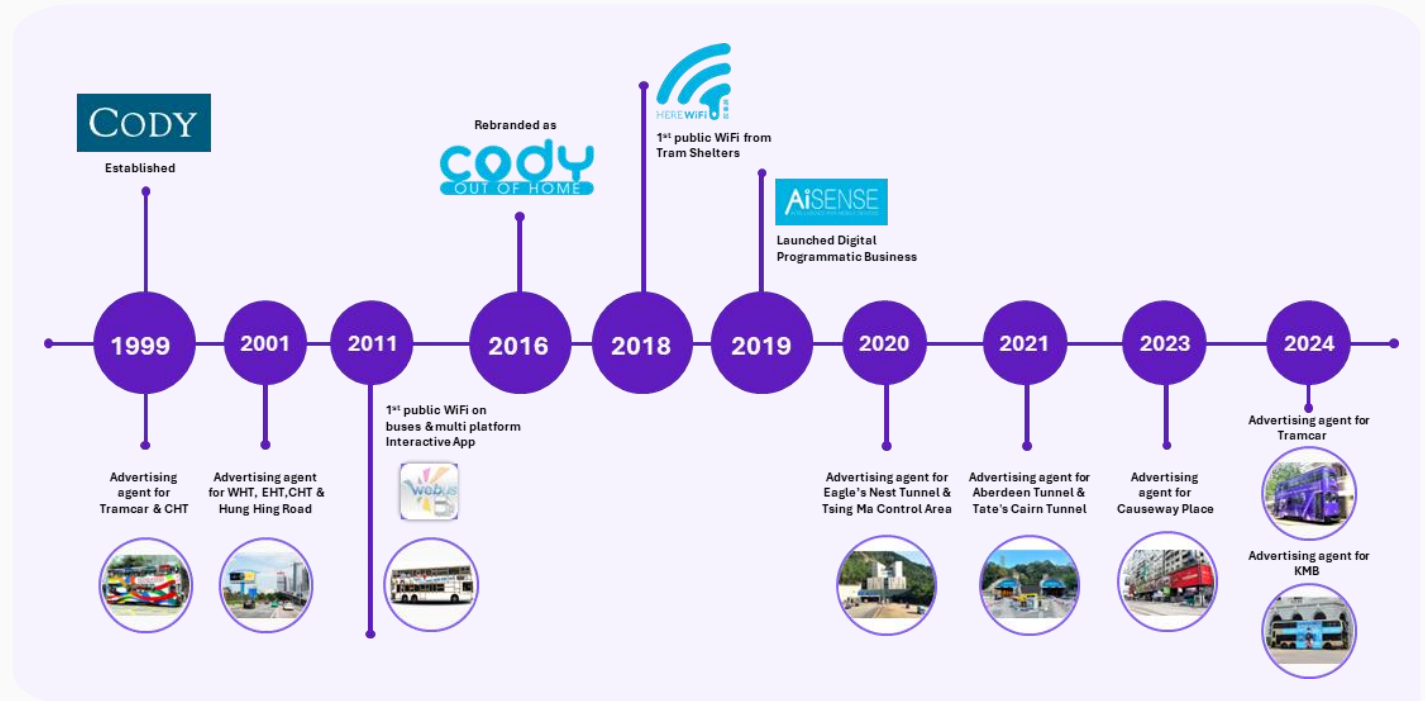 CODY
Established
1999
Advertising
agent for
Tramcar & CHT
2001
Advertising agent
for WHT, EHT,CHT &
Hung Hing Road
2011
1st public WiFi on
buses & multi platform
Interactive App
webus
Rebranded as
cody
OUT OF HOME
2016
HERE WiFi
1st public WiFi from
Tram Shelters
2018
AiSENSE
Launched Digital
Programmatic Business
2019
2020
Advertising agent for
Eagle's Nest Tunnel &
Tsing Ma Control Area
2021
Advertising agent for
Aberdeen Tunnel &
Tate's Cairn Tunnel
2023
Advertising
agent for
Causeway Place
2024
Advertising agent for
Tramcar
Advertising agent for
KMB